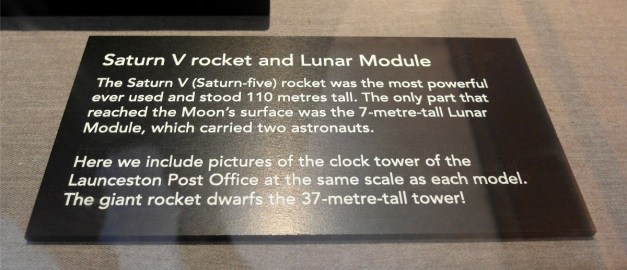 Saturn V rocket and Lunar Module
The Saturn V (Saturn-five) rocket was the most powerful
ever used and stood 110 metres tall. The only part that
reached the Moon's surface was the 7-metre-tall Lunar
Module, which carried two astronauts.
Here we include pictures of the clock tower of the
Launceston Post Office at the same scale as each model.
The giant rocket dwarfs the 37-metre-tall tower!